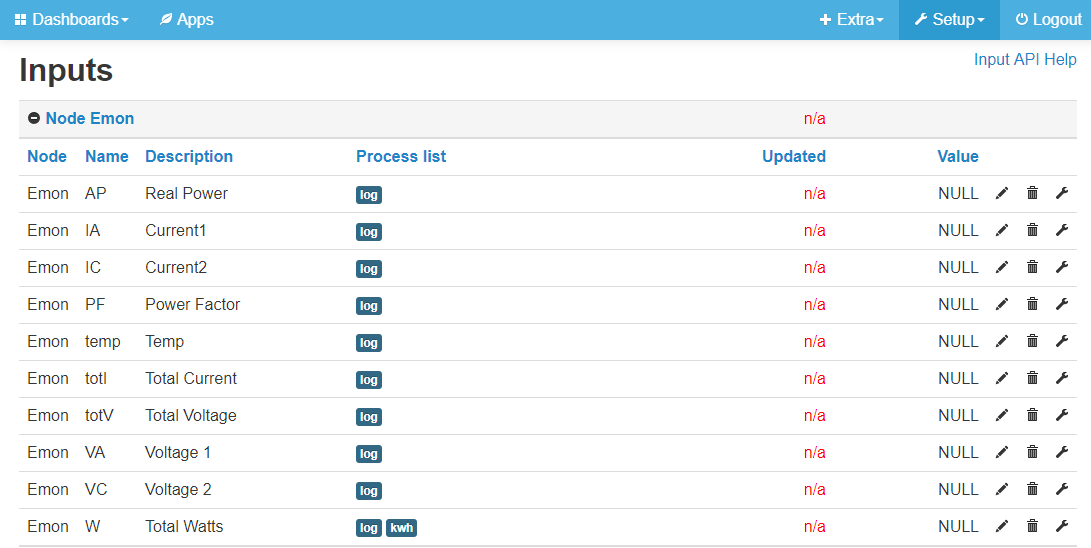 Dashboards Apps Extra Setup Logout
Input API Help
Inputs
Node Emon n/a
Node Name Description Process list Updated Value
Emon AP Real Power log n/a NULL
Emon IA Current1 log n/a NULL
Emon IC Current2 log n/a NULL
Emon PF Power Factor log n/a NULL
Emon temp Temp log n/a NULL
Emon totI Total Current log n/a NULL
Emon totV Total Voltage log n/a NULL
Emon VA Voltage 1 log n/a NULL
Emon VC Voltage 2 log n/a NULL
Emon W Total Watts log kwh n/a NULL